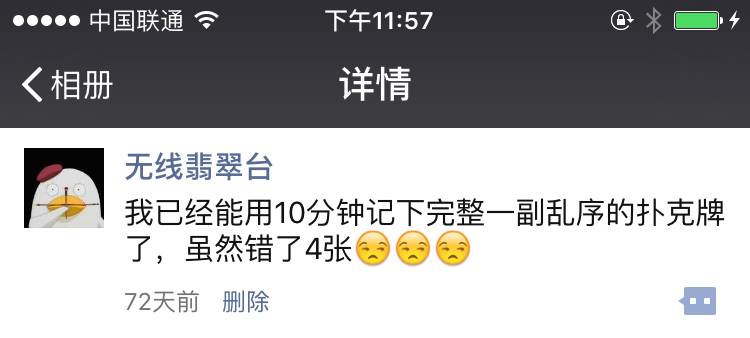 中国联通 下午11:57
相册 详情
无线翡翠台
我已经能用10分钟记下完整一副乱序的扑克牌
了，虽然错了4张😒😒😒
72天前 删除